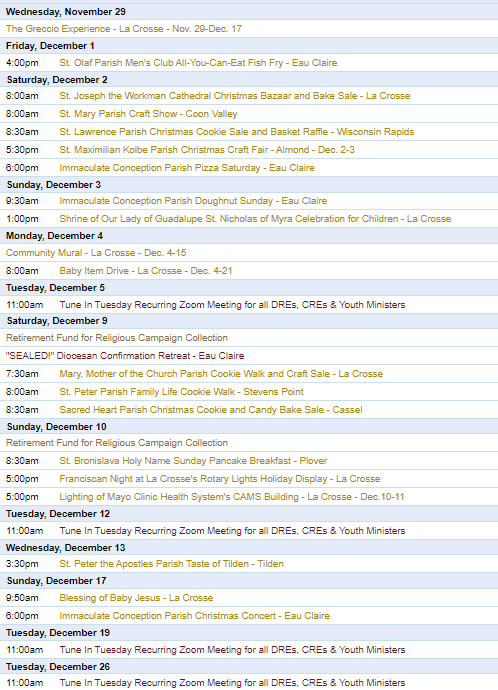 Wednesday, November 29
The Greccio Experience - La Crosse - Nov. 29-Dec. 17
Friday, December 1
4:00pm St. Olaf Parish Men's Club All-You-Can-Eat Fish Fry - Eau Claire
Saturday, December 2
8:00am St. Joseph the Workman Cathedral Christmas Bazaar and Bake Sale - La Crosse
8:00am St. Mary Parish Craft Show - Coon Valley
8:30am St. Lawrence Parish Christmas Cookie Sale and Basket Raffle - Wisconsin Rapids
5:30pm St. Maximilian Kolbe Parish Christmas Craft Fair - Almond - Dec. 2-3
6:00pm Immaculate Conception Parish Pizza Saturday - Eau Claire
Sunday, December 3
9:30am Immaculate Conception Parish Doughnut Sunday - Eau Claire
1:00pm Shrine of Our Lady of Guadalupe St. Nicholas of Myra Celebration for Children - La Crosse
Monday, December 4
Community Mural - La Crosse - Dec. 4-15
8:00am Baby Item Drive - La Crosse - Dec. 4-21
Tuesday, December 5
11:00am Tune In Tuesday Recurring Zoom Meeting for all DREs, CREs & Youth Ministers
Saturday, December 9
Retirement Fund for Religious Campaign Collection
"SEALED!" Diocesan Confirmation Retreat - Eau Claire
7:30am Mary, Mother of the Church Parish Cookie Walk and Craft Sale - La Crosse
8:00am St. Peter Parish Family Life Cookie Walk - Stevens Point
8:30am Sacred Heart Parish Christmas Cookie and Candy Bake Sale - Cassel
Sunday, December 10
Retirement Fund for Religious Campaign Collection
8:30am St. Bronislava Holy Name Sunday Pancake Breakfast - Plover
5:00pm Franciscan Night at La Crosse's Rotary Lights Holiday Display - La Crosse
5:00pm Lighting of Mayo Clinic Health System's CAMS Building - La Crosse - Dec.10-11
Tuesday, December 12
11:00am Tune In Tuesday Recurring Zoom Meeting for all DREs, CREs & Youth Ministers
Wednesday, December 13
3:30pm St. Peter the Apostles Parish Taste of Tilden - Tilden
Sunday, December 17
9:50am Blessing of Baby Jesus - La Crosse
6:00pm Immaculate Conception Parish Christmas Concert - Eau Claire
Tuesday, December 19
11:00am Tune In Tuesday Recurring Zoom Meeting for all DREs, CREs & Youth Ministers
Tuesday, December 26
11:00am Tune In Tuesday Recurring Zoom Meeting for all DREs, CREs & Youth Ministers